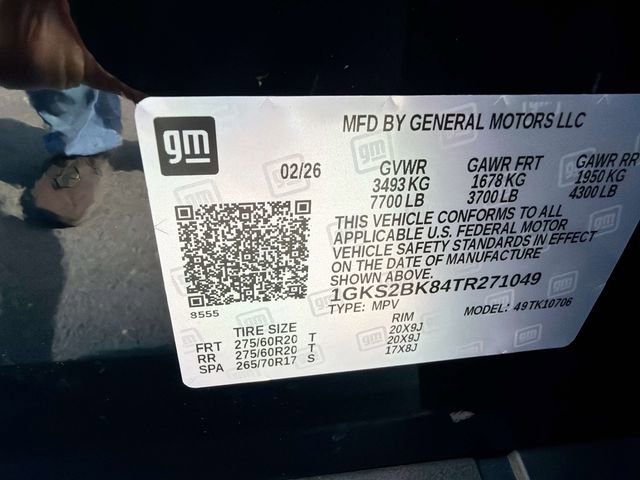 gm
MFD BY GENERAL MOTORS LLC
02/26
GVWR GAWR FRT GAWR RR
3493 KG 1678 KG 1950 KG
7700 LB 3700 LB 4300 LB
THIS VEHICLE CONFORMS TO ALL
APPLICABLE U.S. FEDERAL MOTOR
VEHICLE SAFETY STANDARDS IN EFFECT
ON THE DATE OF MANUFACTURE
SHOWN ABOVE.
1GKS2BK84TR271049
TYPE: MPV MODEL: 49TK10706
8555
TIRE SIZE RIM
FRT 275/60R20 T 20X9J
RR 275/60R20 T 20X9J
SPA 265/70R17 S 17X8J